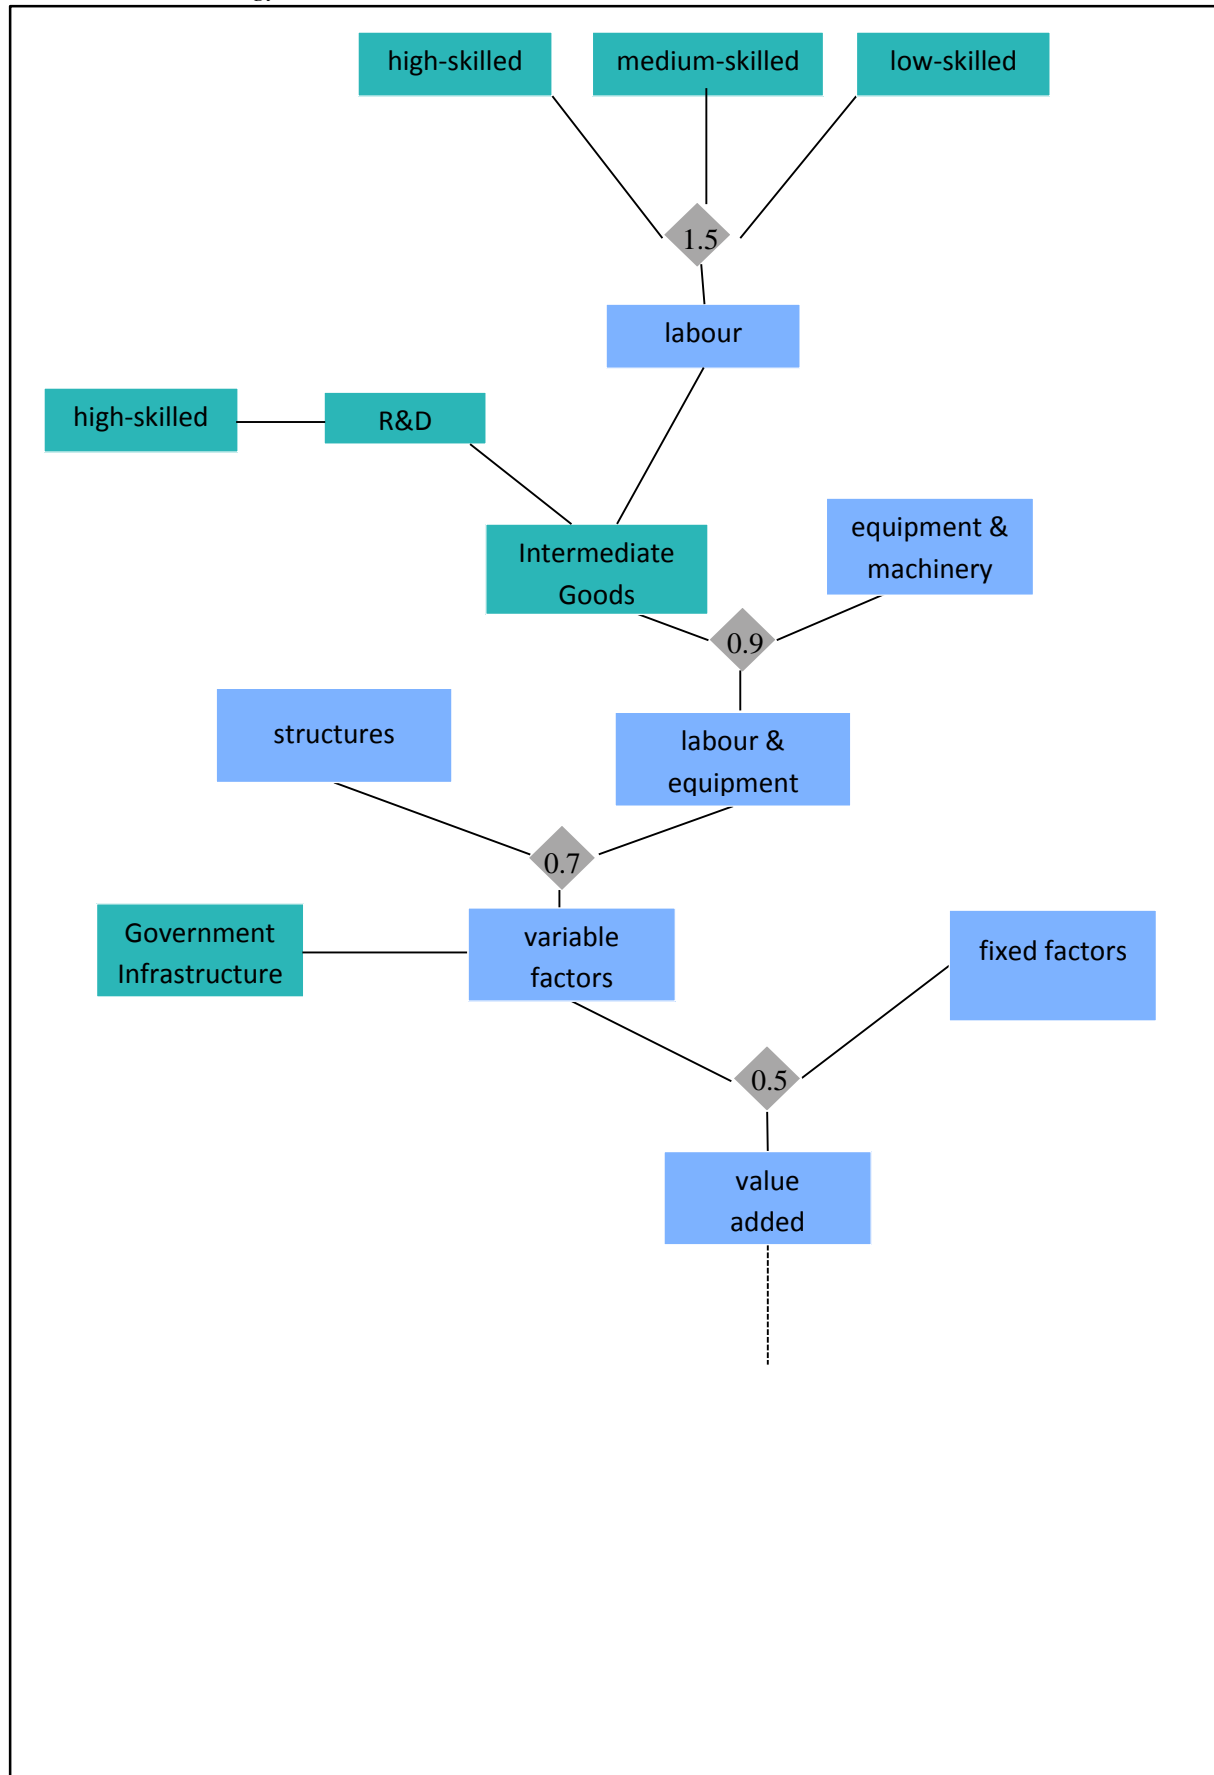 high-skilled
medium-skilled
low-skilled
1.5
labour
high-skilled
R&D
equipment &
machinery
Intermediate
Goods
0.9
structures
labour &
equipment
0.7
Government
Infrastructure
variable
factors
fixed factors
0.5
value
added